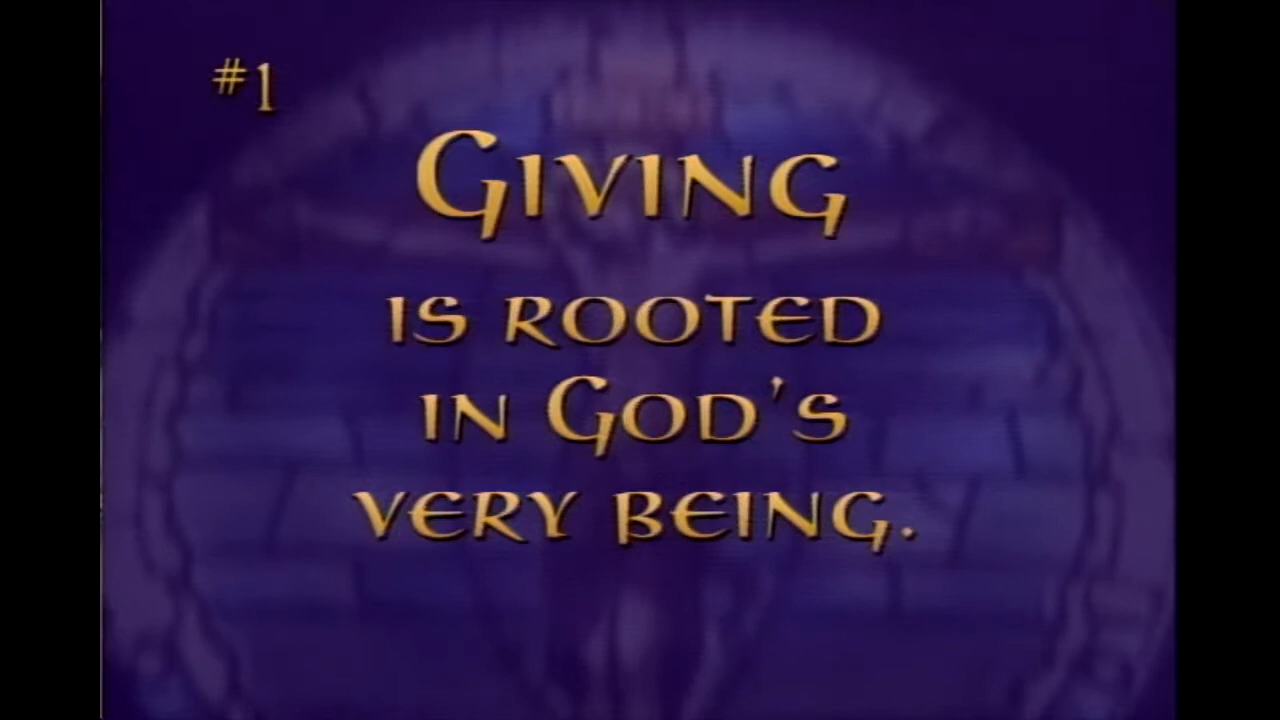 #1
Giving
is rooted
in God's
very being.